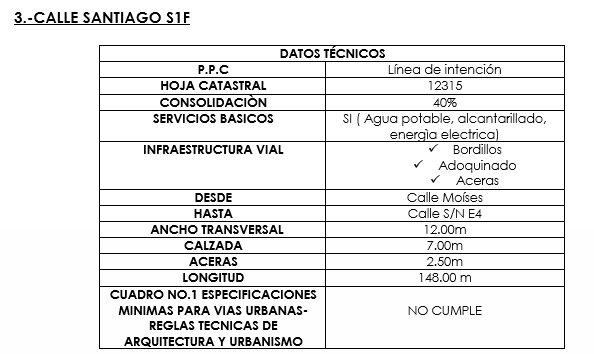 3.-CALLE SANTIAGO S1F
DATOS TÉCNICOS
P.P.C Línea de intención
HOJA CATASTRAL 12315
CONSOLIDACIÒN 40%
SERVICIOS BASICOS SI ( Agua potable, alcantarillado,
energìa electrica)
INFRAESTRUCTURA VIAL ✓ Bordillos
✓ Adoquinado
✓ Aceras
DESDE Calle Moíses
HASTA Calle S/N E4
ANCHO TRANSVERSAL 12.00m
CALZADA 7.00m
ACERAS 2.50m
LONGITUD 148.00 m
CUADRO NO.1 ESPECIFICACIONES
MINIMAS PARA VIAS URBANAS-
REGLAS TECNICAS DE
ARQUITECTURA Y URBANISMO
NO CUMPLE